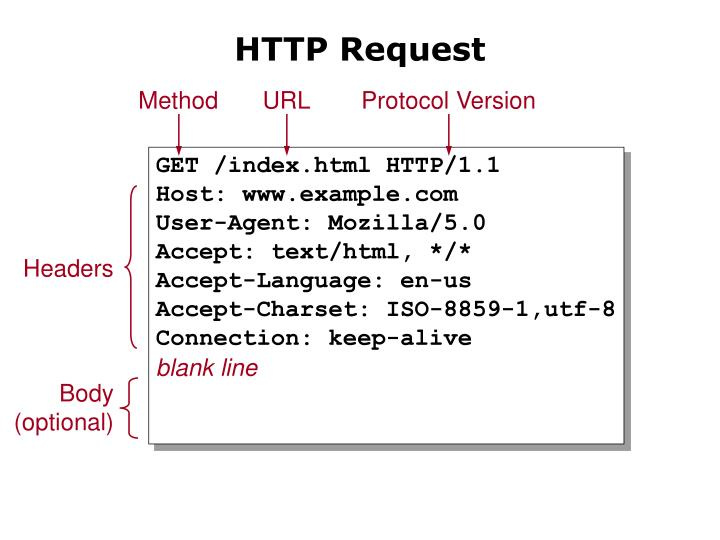 HTTP Request
Method URL Protocol Version
GET /index.html HTTP/1.1
Host: www.example.com
User-Agent: Mozilla/5.0
Accept: text/html, */*
Headers
Accept-Language: en-us
Accept-Charset: ISO-8859-1,utf-8
Connection: keep-alive
blank line
Body
(optional)